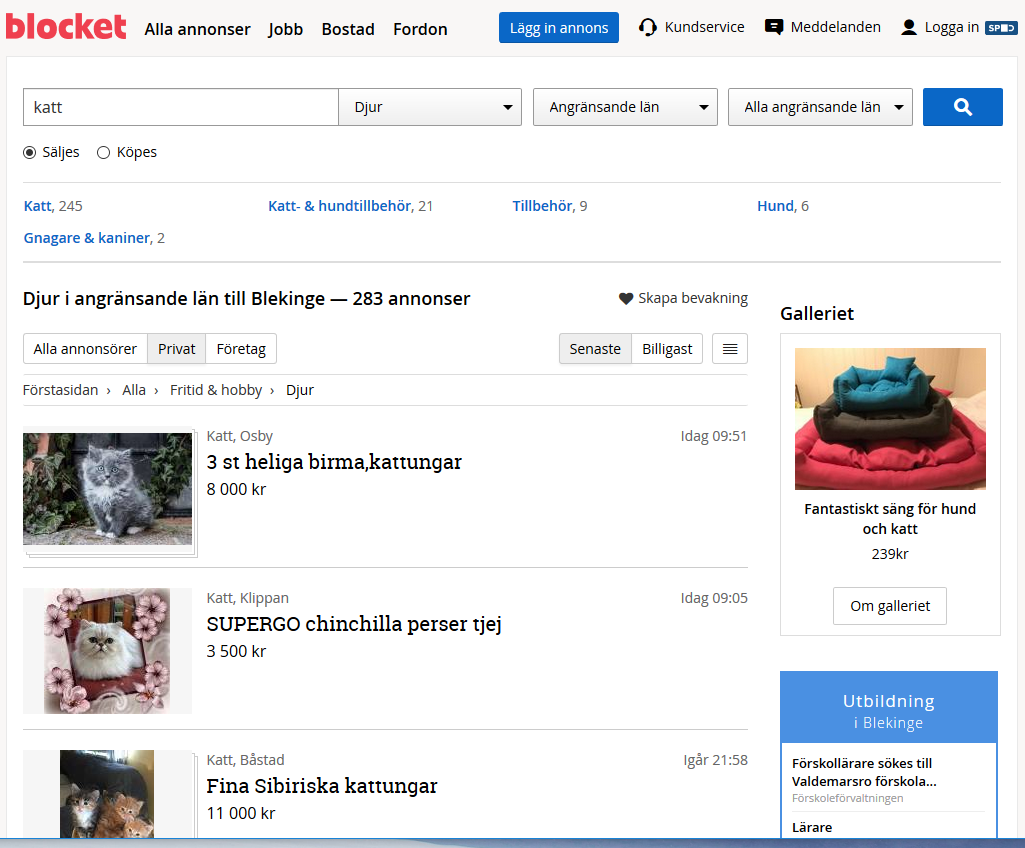 blocket
Alla annonser Jobb Bostad Fordon
Lägg in annons
Kundservice Meddelanden Logga in SPiD
katt
Djur
Angränsande län
Alla angränsande län
Säljes Köpes
Katt, 245
Katt- & hundtillbehör, 21
Tillbehör, 9
Hund, 6
Gnagare & kaniner, 2
Djur i angränsande län till Blekinge — 283 annonser
Skapa bevakning
Alla annonsörer Privat Företag
Senaste Billigast
Förstasidan › Alla › Fritid & hobby › Djur
Katt, Osby
Idag 09:51
3 st heliga birma,kattungar
8 000 kr
Katt, Klippan
Idag 09:05
SUPERGO chinchilla perser tjej
3 500 kr
Katt, Båstad
Igår 21:58
Fina Sibiriska kattungar
11 000 kr
Galleriet
Fantastiskt säng för hund
och katt
239kr
Om galleriet
Utbildning
i Blekinge
Förskollärare sökes till
Valdemarsro förskola...
Förskoleförvaltningen
Lärare